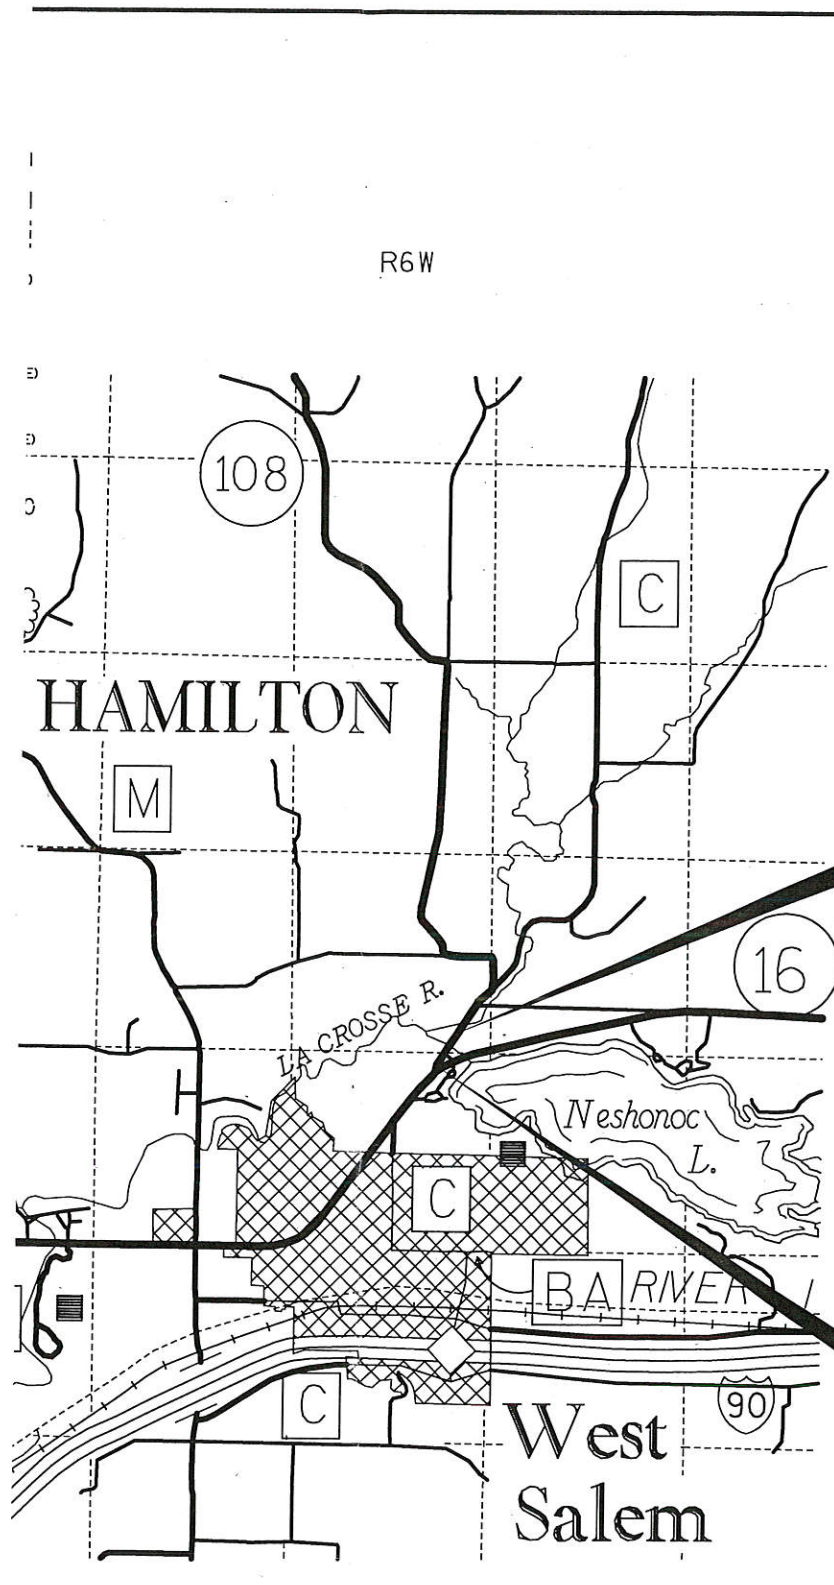 R6W
108
C
HAMILTON
M
16
LA CROSSE R.
Neshonoc
L.
C
BA
RIVER
90
C
West
Salem